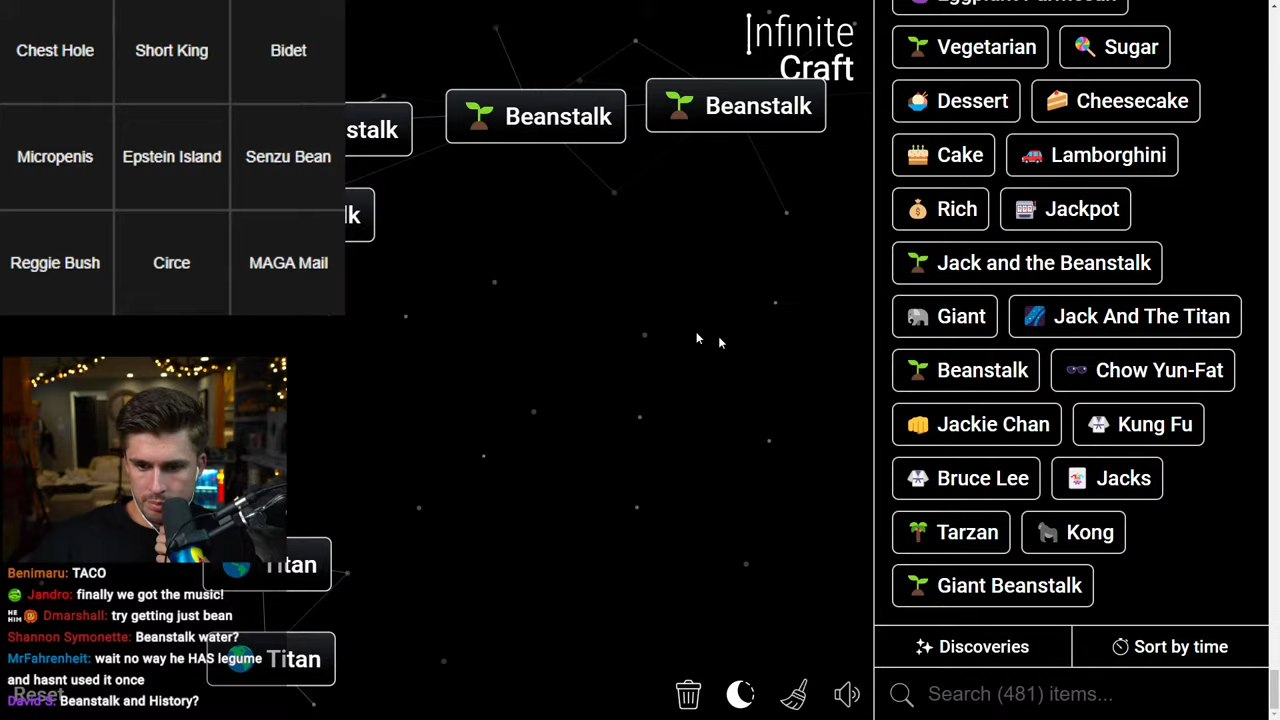 Chest Hole
Short King
Bidet
Micropenis
Epstein Island
Senzu Bean
Reggie Bush
Circe
MAGA Mail
Infinite
Craft
stalk
Beanstalk
Beanstalk
lk
Titan
Titan
Benimaru: TACO
Jandro: finally we got the music!
HE HIM Dmarshall: try getting just bean
Shannon Symonette: Beanstalk water?
MrFahrenheit: wait no way he HAS legume
and hasnt used it once
David S: Beanstalk and History?
Reset
Vegetarian
Sugar
Dessert
Cheesecake
Cake
Lamborghini
Rich
Jackpot
Jack and the Beanstalk
Giant
Jack And The Titan
Beanstalk
Chow Yun-Fat
Jackie Chan
Kung Fu
Bruce Lee
Jacks
Tarzan
Kong
Giant Beanstalk
Discoveries
Sort by time
Search (481) items...